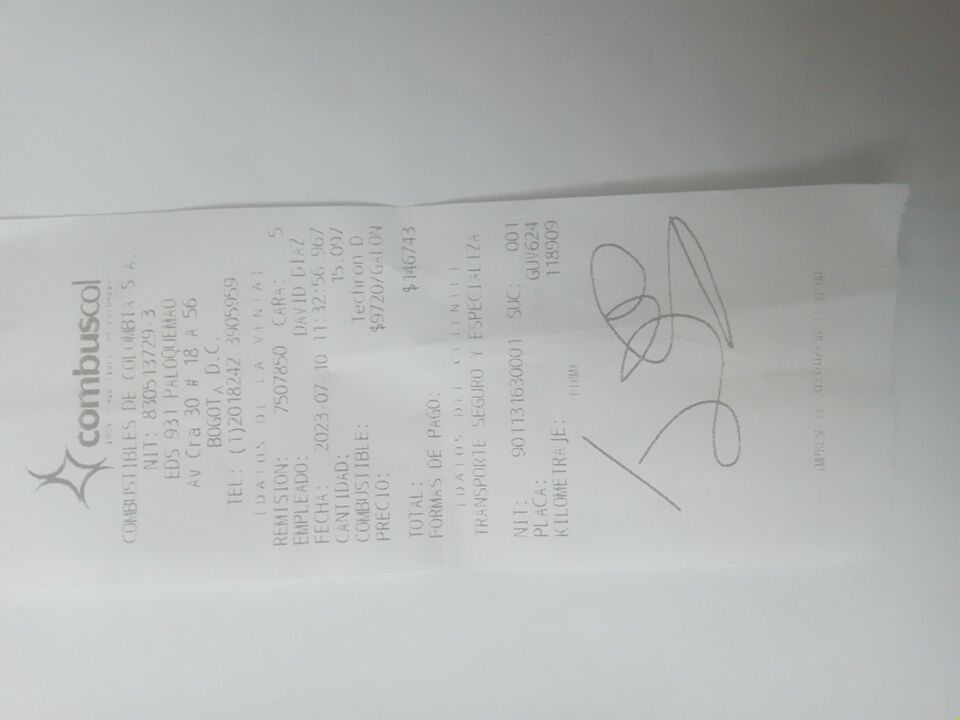 combuscol
COMBUSTIBLES DE COLOMBIA S.A.
NIT: 830513729-3
EDS 931 PALOQUEMAO
AV Cra 30 # 18 A 56
BOGOTA D.C.
TEL: (1)2018242 3905959
[DATOS DE LA VENTA]
REMISION: 7507850 CARA: 5
EMPLEADO: DAVID DIAZ
FECHA: 2023-07-10 11:32:56.967
CANTIDAD: 15.097
COMBUSTIBLE: Techron D
PRECIO: $9720/GALON
TOTAL: $146743
FORMAS DE PAGO:
[DATOS DEL CLIENTE]
TRANSPORTE SEGURO Y ESPECIALIZA
NIT: 901131630001 SUC: 001
PLACA: GUV624
KILOMETRAJE: 118909
FIRMA